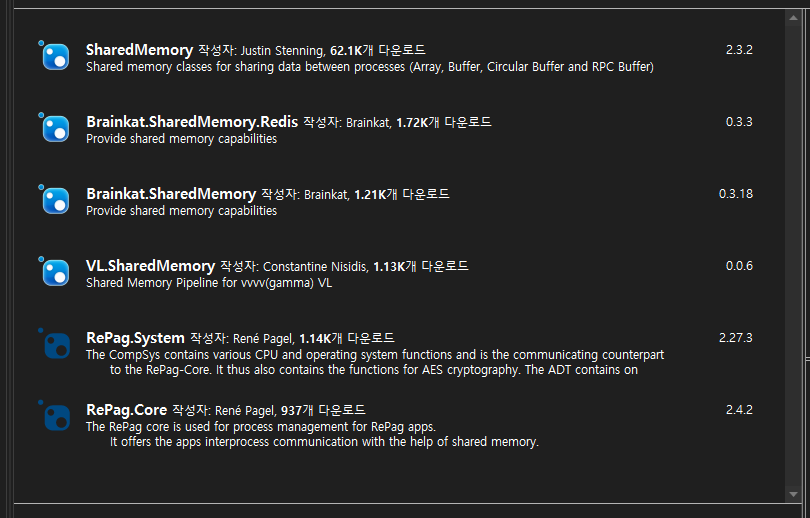 SharedMemory 작성자: Justin Stenning, 62.1K개 다운로드 2.3.2
Shared memory classes for sharing data between processes (Array, Buffer, Circular Buffer and RPC Buffer)
Brainkat.SharedMemory.Redis 작성자: Brainkat, 1.72K개 다운로드 0.3.3
Provide shared memory capabilities
Brainkat.SharedMemory 작성자: Brainkat, 1.21K개 다운로드 0.3.18
Provide shared memory capabilities
VL.SharedMemory 작성자: Constantine Nisidis, 1.13K개 다운로드 0.0.6
Shared Memory Pipeline for vvvv(gamma) VL
RePag.System 작성자: René Pagel, 1.14K개 다운로드 2.27.3
The CompSys contains various CPU and operating system functions and is the communicating counterpart
to the RePag-Core. It thus also contains the functions for AES cryptography. The ADT contains on
RePag.Core 작성자: René Pagel, 937개 다운로드 2.4.2
The RePag core is used for process management for RePag apps.
It offers the apps interprocess communication with the help of shared memory.